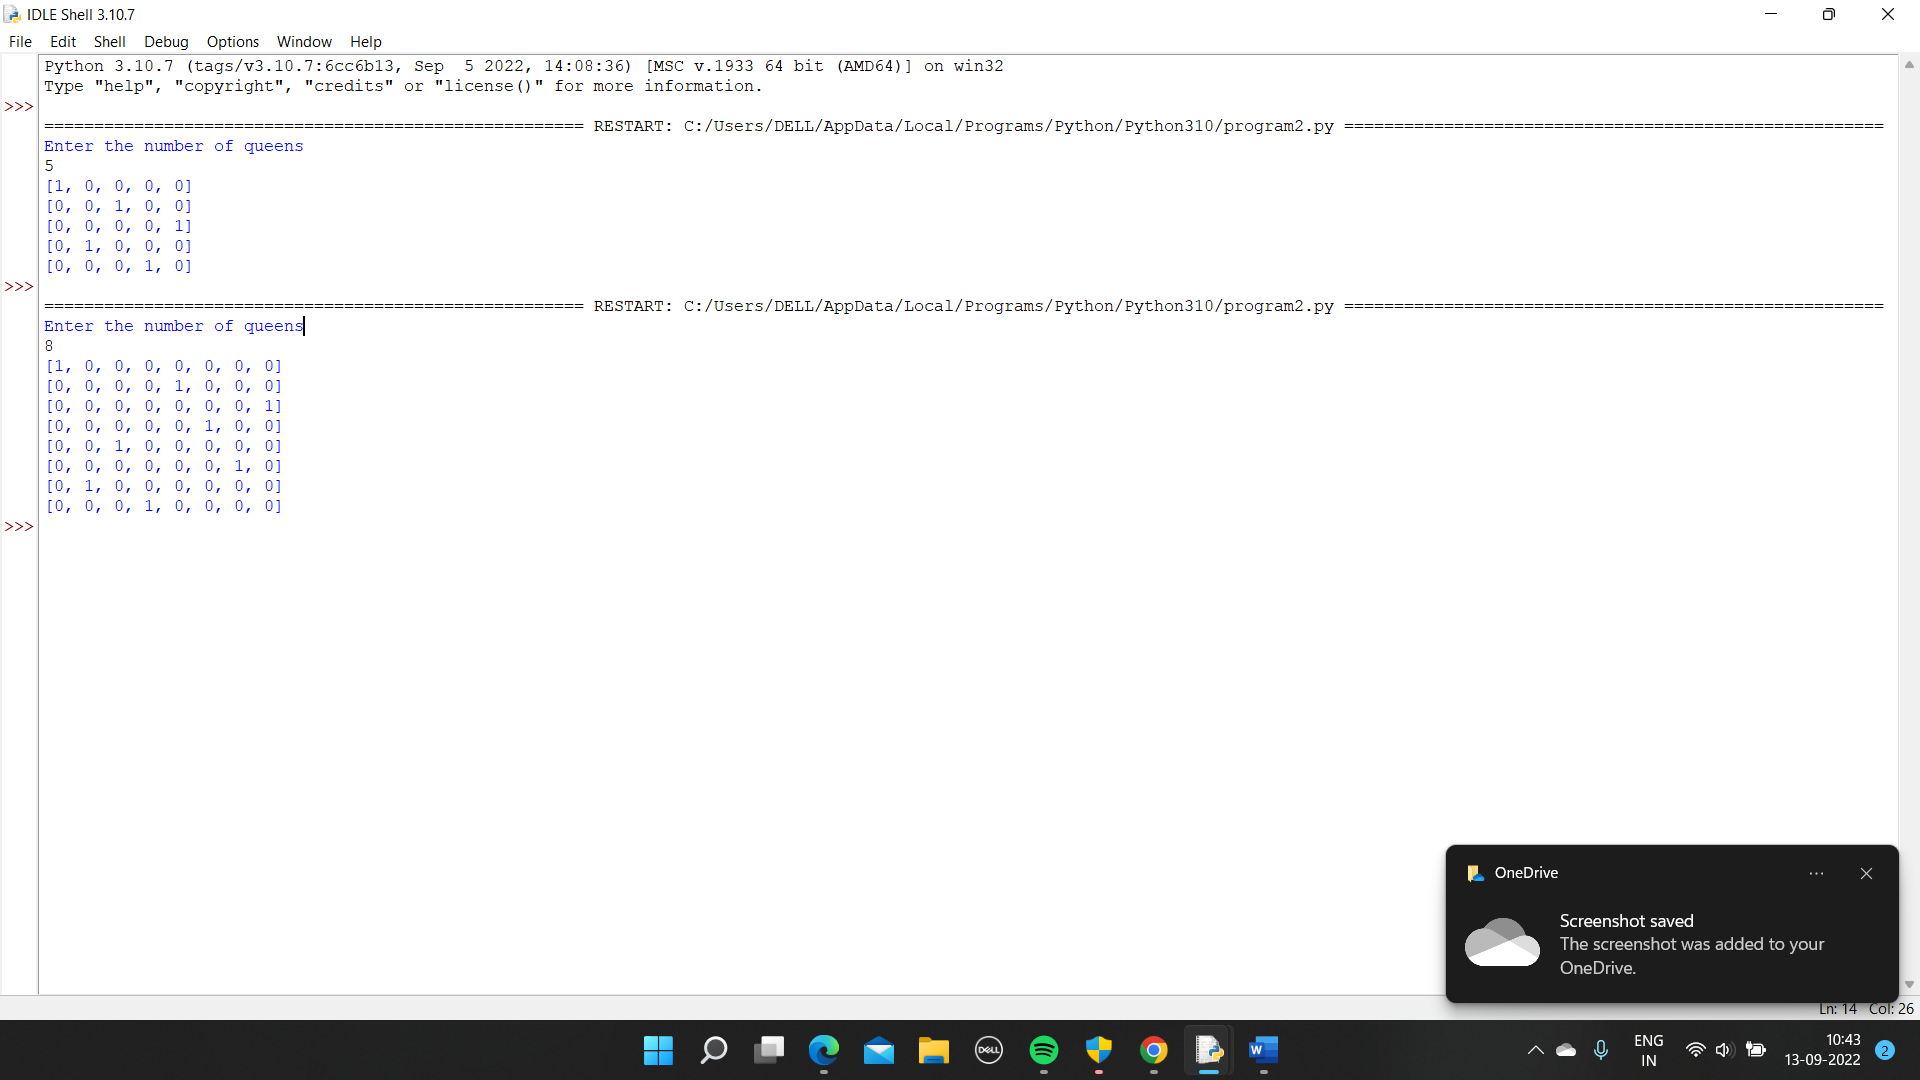 IDLE Shell 3.10.7
File Edit Shell Debug Options Window Help
Python 3.10.7 (tags/v3.10.7:6cc6b13, Sep  5 2022, 14:08:36) [MSC v.1933 64 bit (AMD64)] on win32
Type "help", "copyright", "credits" or "license()" for more information.
>>>
====================================================== RESTART: C:/Users/DELL/AppData/Local/Programs/Python/Python310/program2.py ======================================================
Enter the number of queens
5
[1, 0, 0, 0, 0]
[0, 0, 1, 0, 0]
[0, 0, 0, 0, 1]
[0, 1, 0, 0, 0]
[0, 0, 0, 1, 0]
>>>
====================================================== RESTART: C:/Users/DELL/AppData/Local/Programs/Python/Python310/program2.py ======================================================
Enter the number of queens
8
[1, 0, 0, 0, 0, 0, 0, 0]
[0, 0, 0, 0, 1, 0, 0, 0]
[0, 0, 0, 0, 0, 0, 0, 1]
[0, 0, 0, 0, 0, 1, 0, 0]
[0, 0, 1, 0, 0, 0, 0, 0]
[0, 0, 0, 0, 0, 0, 1, 0]
[0, 1, 0, 0, 0, 0, 0, 0]
[0, 0, 0, 1, 0, 0, 0, 0]
>>>
OneDrive
Screenshot saved
The screenshot was added to your
OneDrive.
Ln: 14 Col: 26
DELL
W
ENG
IN
10:43
13-09-2022
2